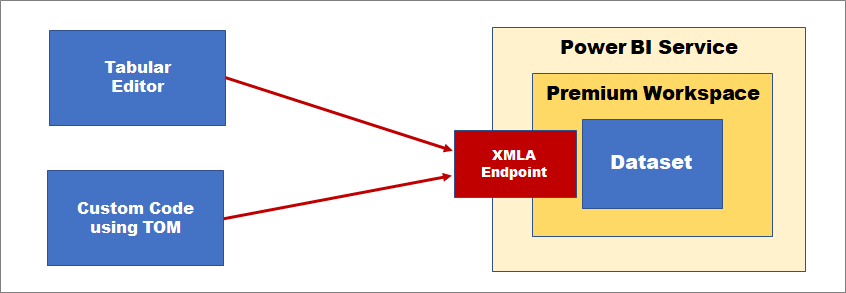 Tabular
Editor
Custom Code
using TOM
Power BI Service
Premium Workspace
XMLA
Endpoint
Dataset